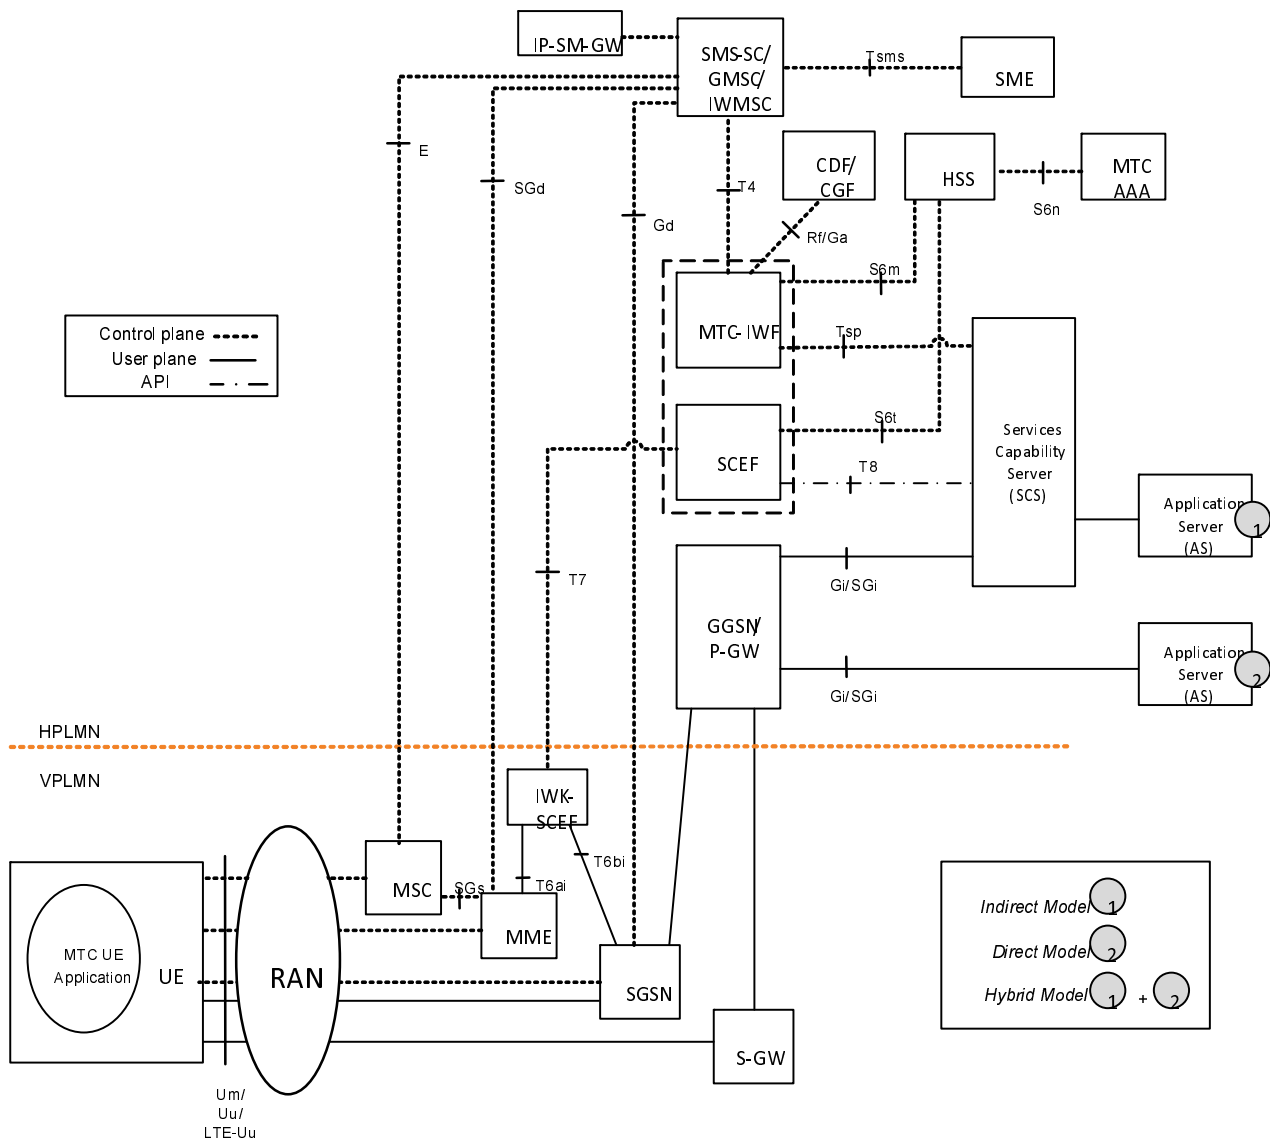 IP-SM-GW
SMS-SC/
GMSC/
IWMSC
Tsms
SME
E
SGd
Gd
T4
CDF/
CGF
Rf/Ga
HSS
S6n
MTC
AAA
S6m
MTC-IWF
Tsp
Control plane
User plane
API
S6t
SCEF
T8
Services
Capability
Server
(SCS)
Application
Server
(AS)
1
T7
Gi/SGi
GGSN/
P-GW
Gi/SGi
Application
Server
(AS)
2
HPLMN
VPLMN
IWK-
SCEF
T6bi
T6ai
MSC
SGs
MME
MTC UE
Application
UE
RAN
SGSN
S-GW
Um/
Uu/
LTE-Uu
Indirect Model 1
Direct Model 2
Hybrid Model 1 + 2